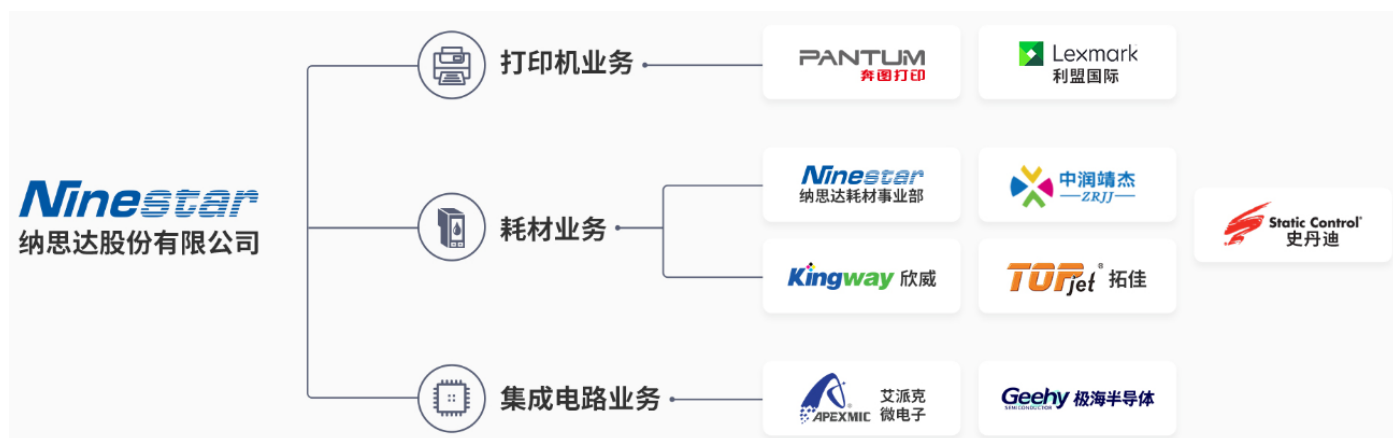 Ninestar
纳思达股份有限公司
打印机业务
PANTUM
奔图打印
Lexmark
利盟国际
耗材业务
Ninestar
纳思达耗材事业部
中润靖杰
ZRJJ
Kingway 欣威
TOPjet® 拓佳
Static Control®
史丹迪
集成电路业务
APEXMIC®
艾派克
微电子
Geehy 极海半导体
SEMICONDUCTOR